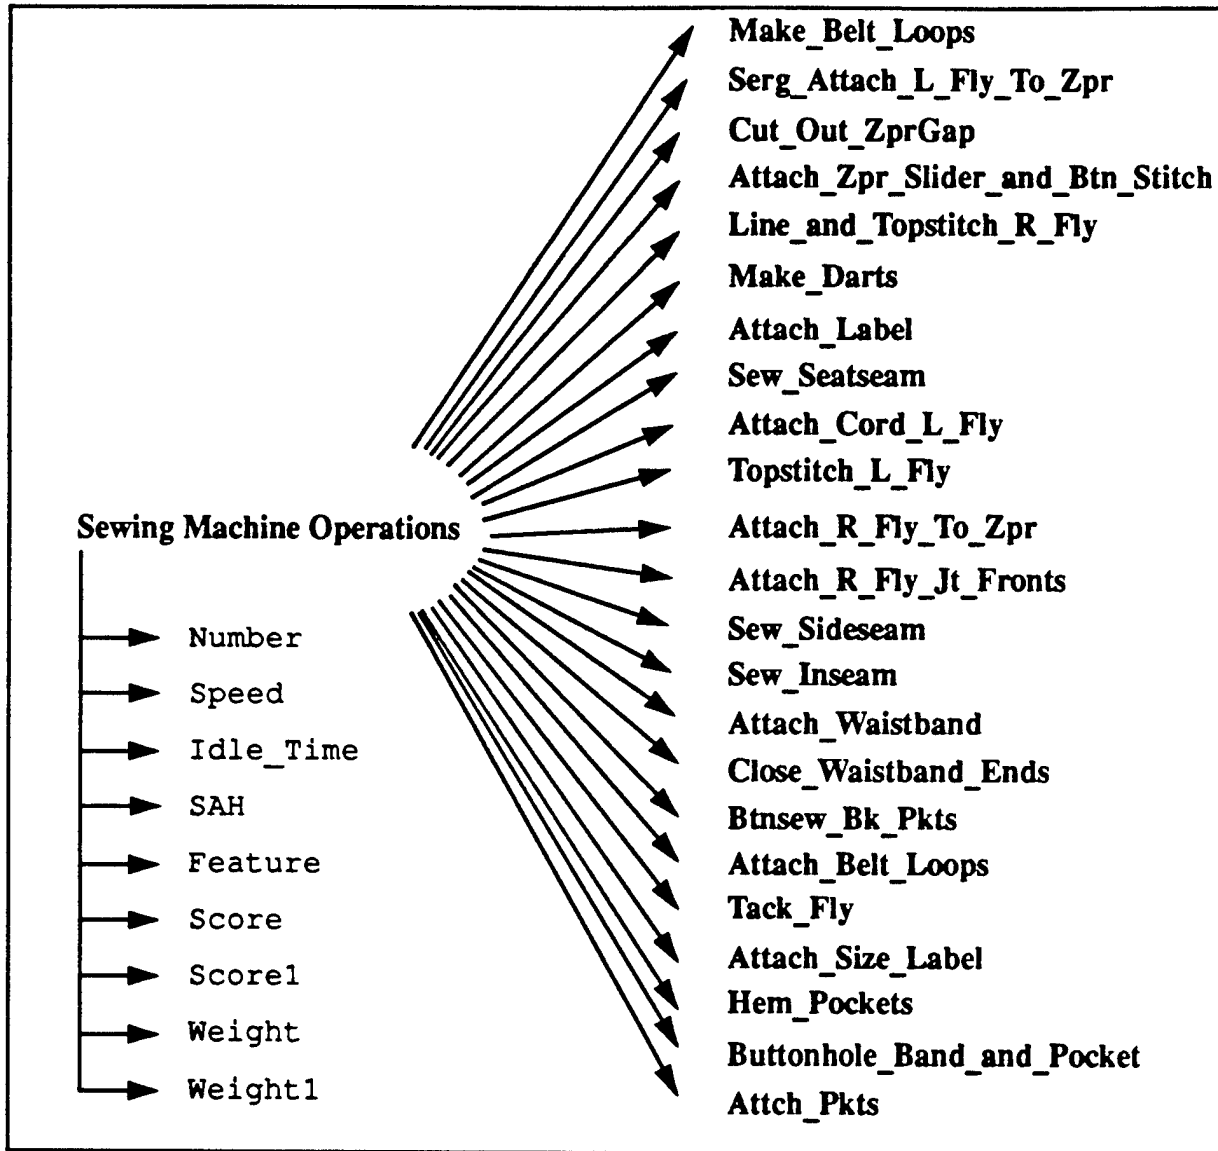 Make_Belt_Loops
Serg_Attach_L_Fly_To_Zpr
Cut_Out_ZprGap
Attach_Zpr_Slider_and_Btn_Stitch
Line_and_Topstitch_R_Fly
Make_Darts
Attach_Label
Sew_Seatseam
Attach_Cord_L_Fly
Topstitch_L_Fly
Attach_R_Fly_To_Zpr
Attach_R_Fly_Jt_Fronts
Sew_Sideseam
Sew_Inseam
Attach_Waistband
Close_Waistband_Ends
Btnsew_Bk_Pkts
Attach_Belt_Loops
Tack_Fly
Attach_Size_Label
Hem_Pockets
Buttonhole_Band_and_Pocket
Attch_Pkts
Sewing Machine Operations
Number
Speed
Idle_Time
SAH
Feature
Score
Score1
Weight
Weight1